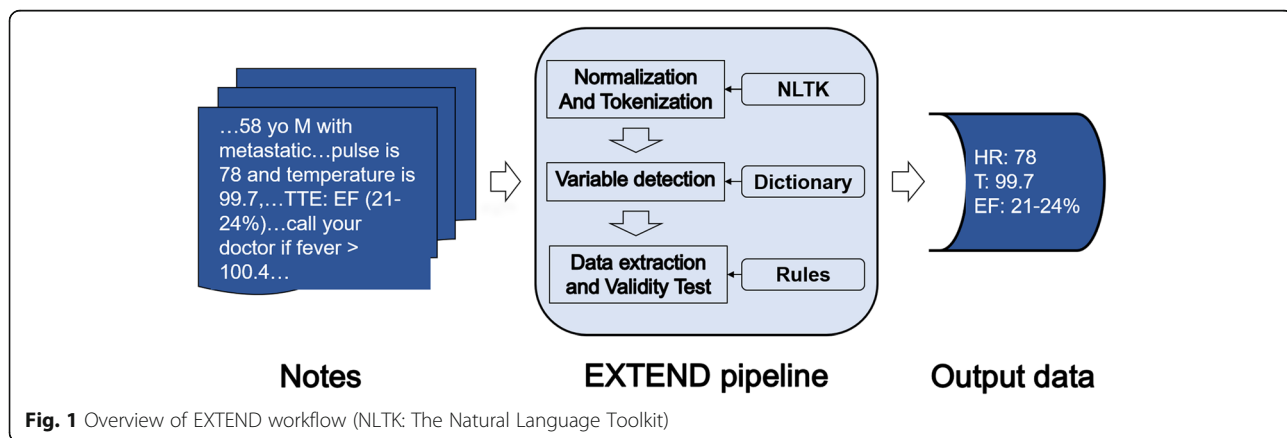 …58 yo M with
metastatic…pulse is
78 and temperature is
99.7,…TTE: EF (21-
24%)…call your
doctor if fever >
100.4…
Notes
Normalization
And Tokenization
NLTK
Variable detection
Dictionary
Data extraction
and Validity Test
Rules
EXTEND pipeline
HR: 78
T: 99.7
EF: 21-24%
Output data
Fig. 1 Overview of EXTEND workflow (NLTK: The Natural Language Toolkit)